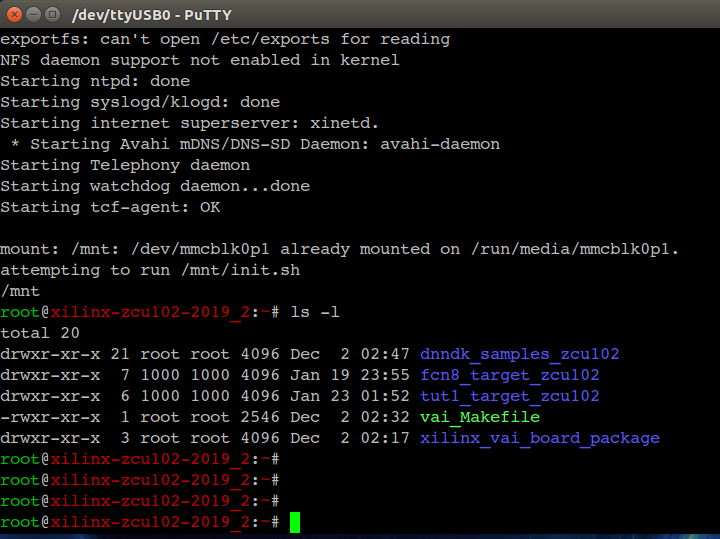 /dev/ttyUSB0 - PuTTY
exportfs: can't open /etc/exports for reading
NFS daemon support not enabled in kernel
Starting ntpd: done
Starting syslogd/klogd: done
Starting internet superserver: xinetd.
 * Starting Avahi mDNS/DNS-SD Daemon: avahi-daemon
Starting Telephony daemon
Starting watchdog daemon...done
Starting tcf-agent: OK
mount: /mnt: /dev/mmcblk0p1 already mounted on /run/media/mmcblk0p1.
attempting to run /mnt/init.sh
/mnt
root@xilinx-zcu102-2019_2:~# ls -l
total 20
drwxr-xr-x 21 root root 4096 Dec  2 02:47 dnndk_samples_zcu102
drwxr-xr-x  7 1000 1000 4096 Jan 19 23:55 fcn8_target_zcu102
drwxr-xr-x  6 1000 1000 4096 Jan 23 01:52 tut1_target_zcu102
-rwxr-xr-x  1 root root 2546 Dec  2 02:32 vai_Makefile
drwxr-xr-x  3 root root 4096 Dec  2 02:17 xilinx_vai_board_package
root@xilinx-zcu102-2019_2:~#
root@xilinx-zcu102-2019_2:~#
root@xilinx-zcu102-2019_2:~#
root@xilinx-zcu102-2019_2:~#